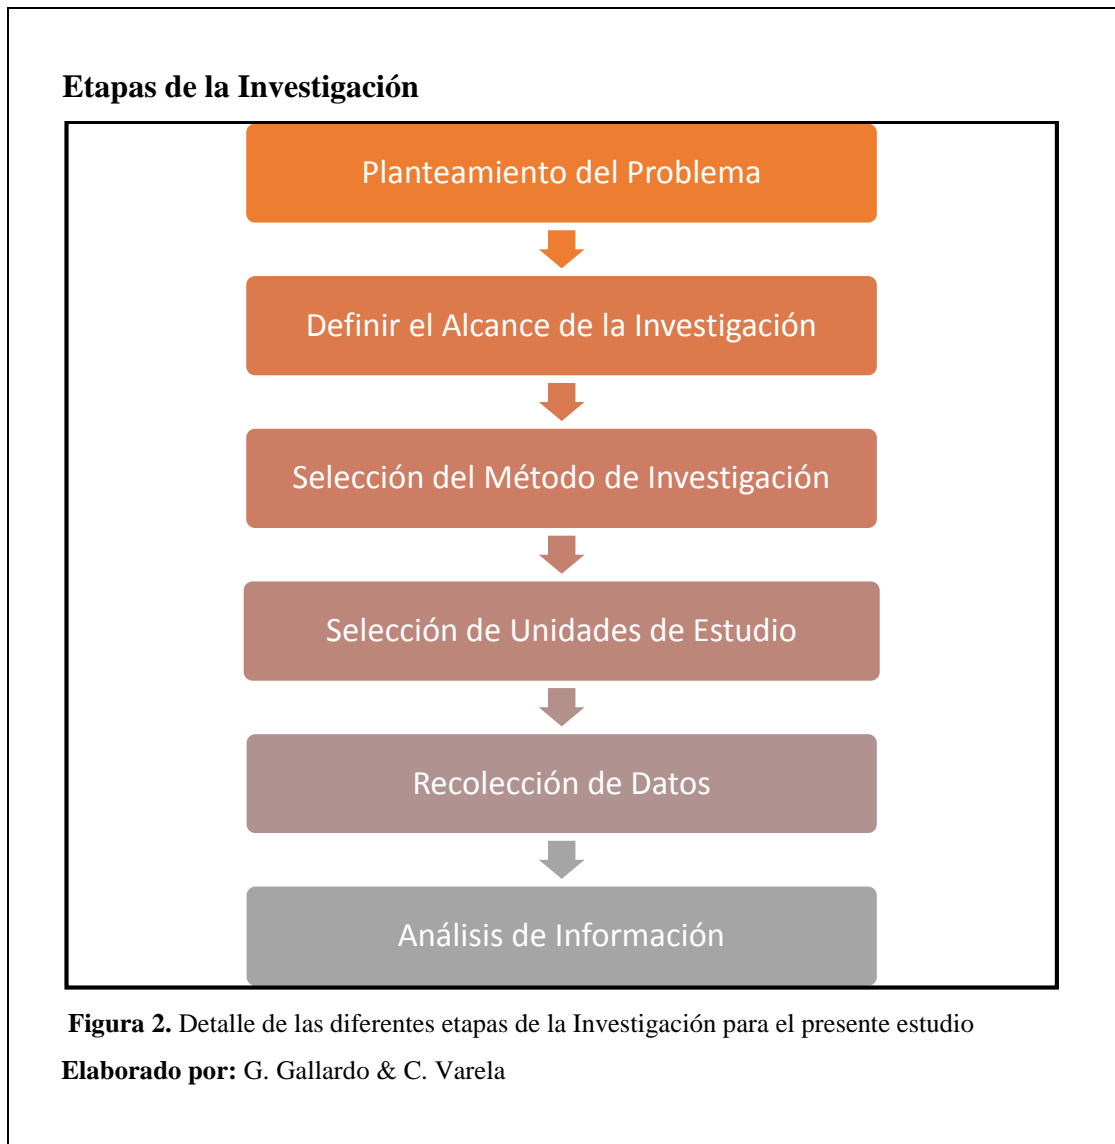 Etapas de la Investigación
Planteamiento del Problema
Definir el Alcance de la Investigación
Selección del Método de Investigación
Selección de Unidades de Estudio
Recolección de Datos
Análisis de Información
Figura 2. Detalle de las diferentes etapas de la Investigación para el presente estudio
Elaborado por: G. Gallardo & C. Varela